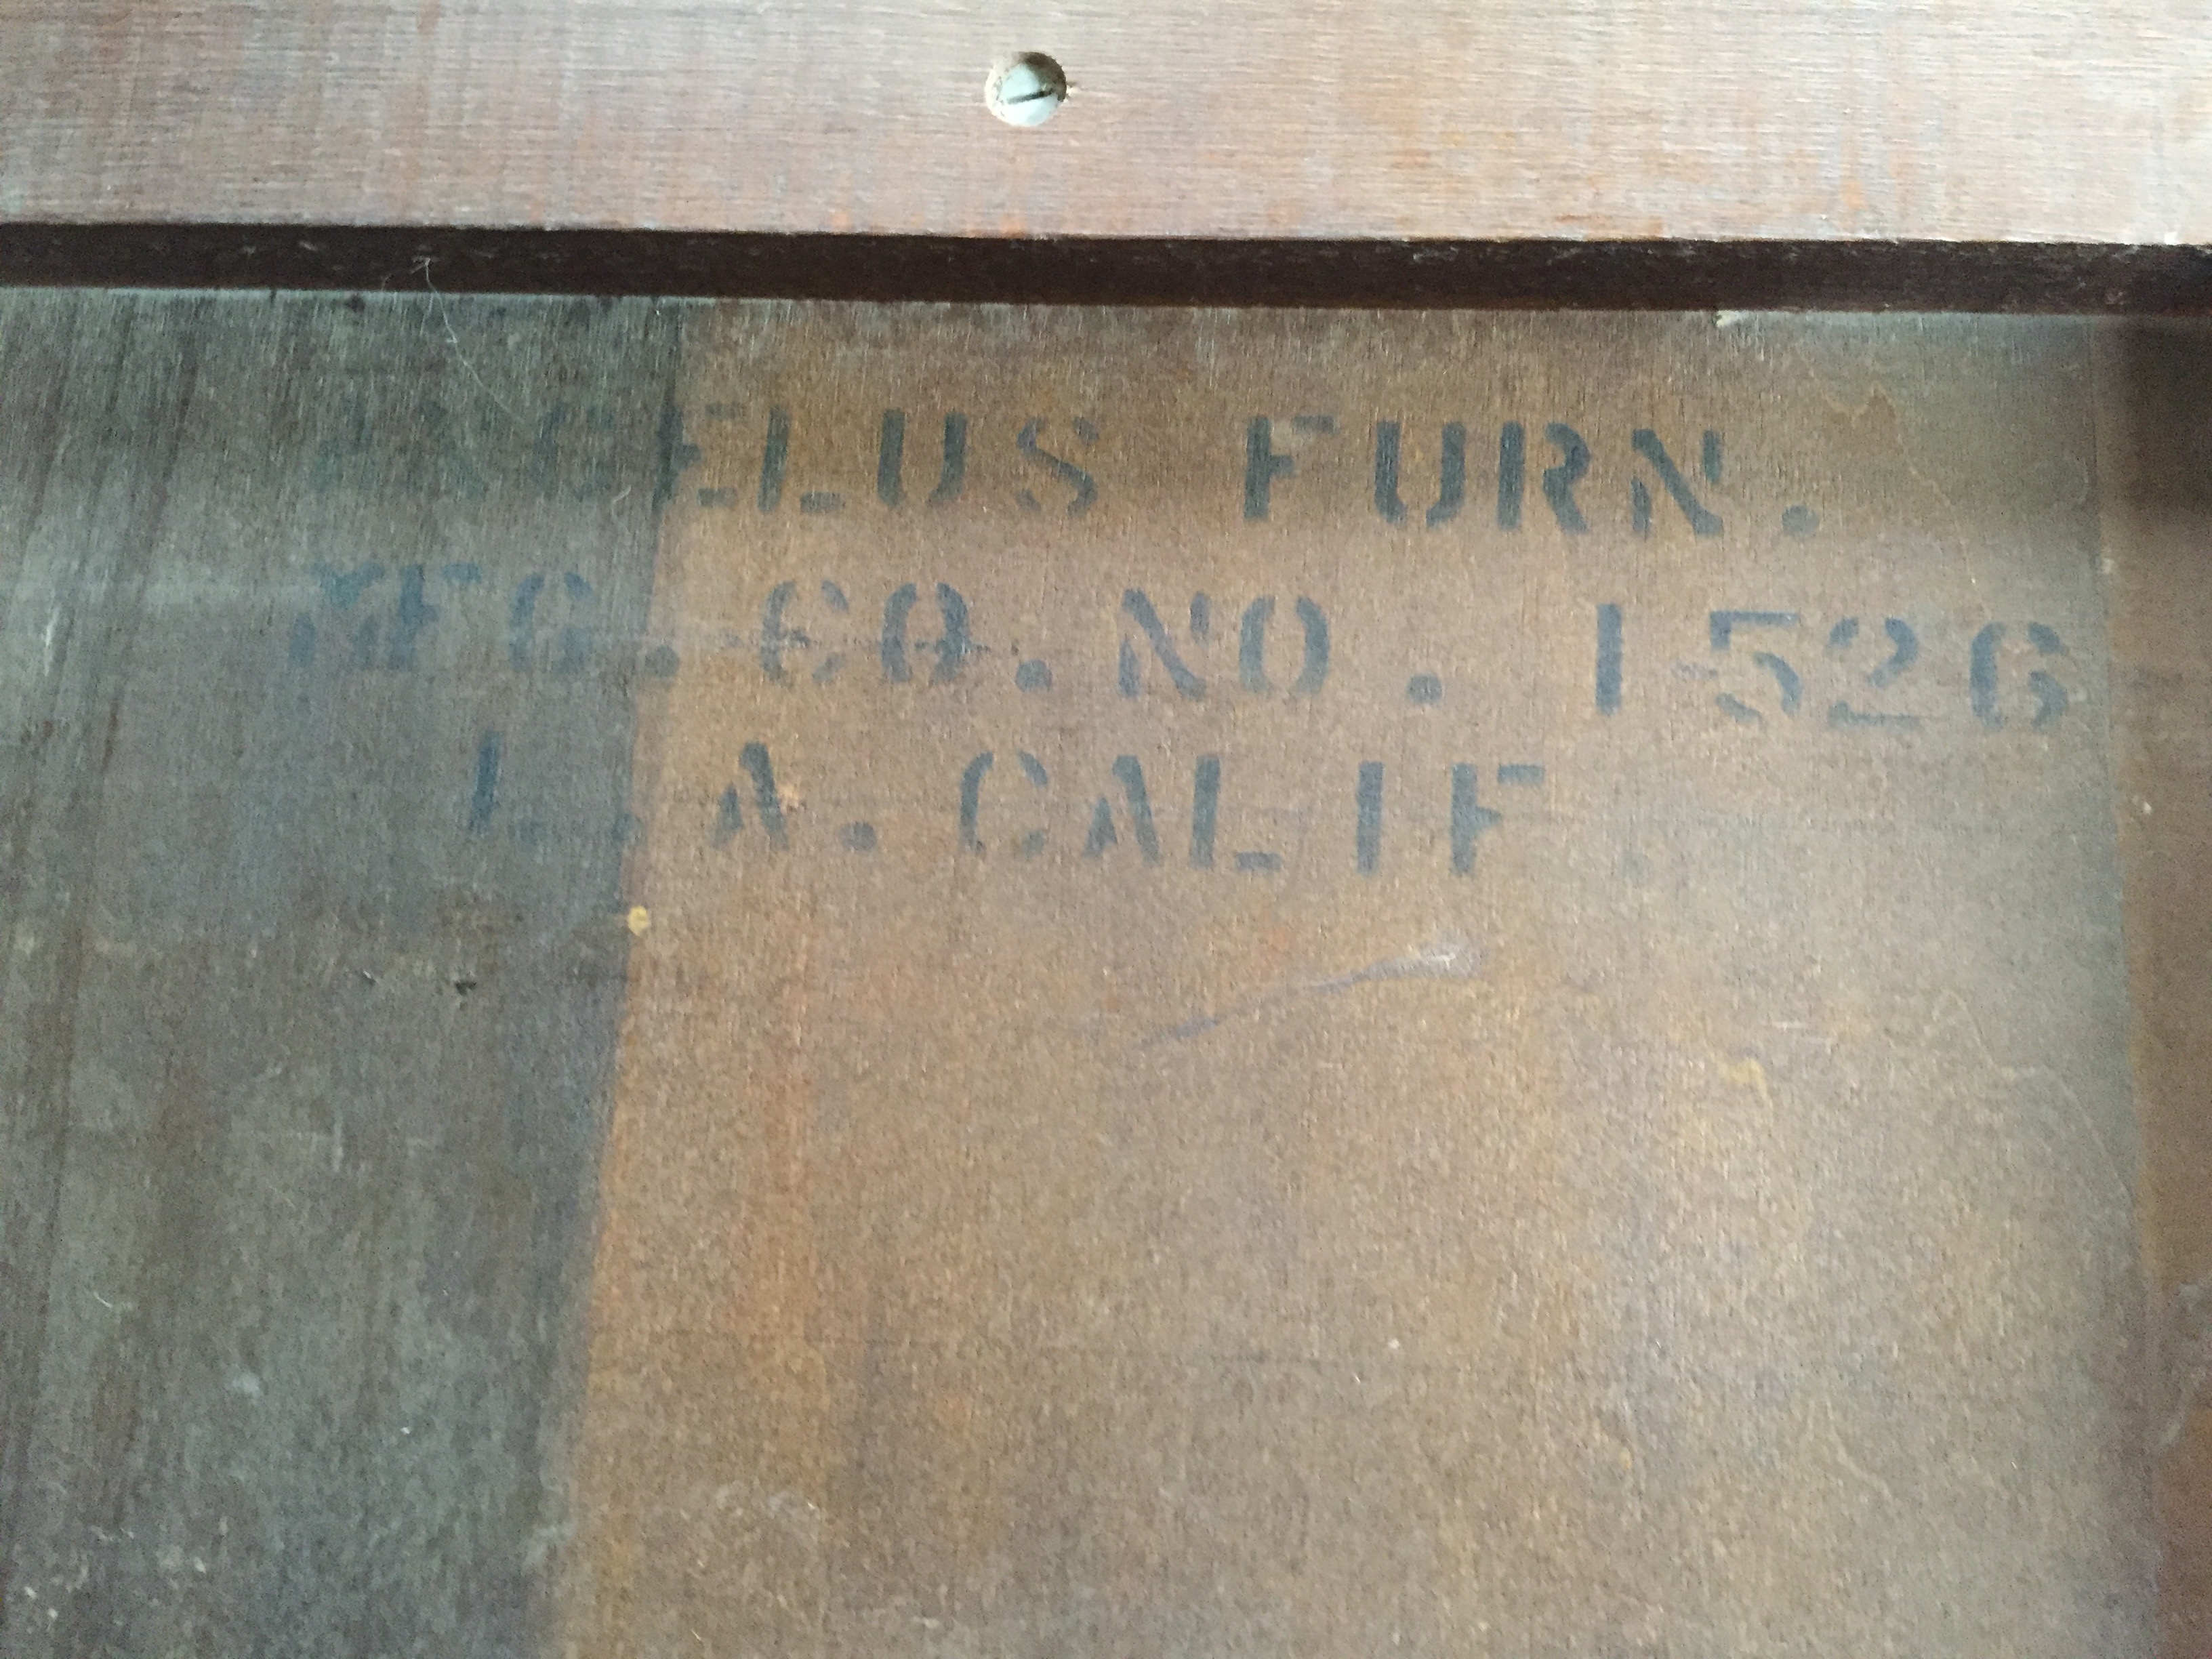 ANGELUS FURN.
MFG.CO.NO. 1526
L.A.CALIF.